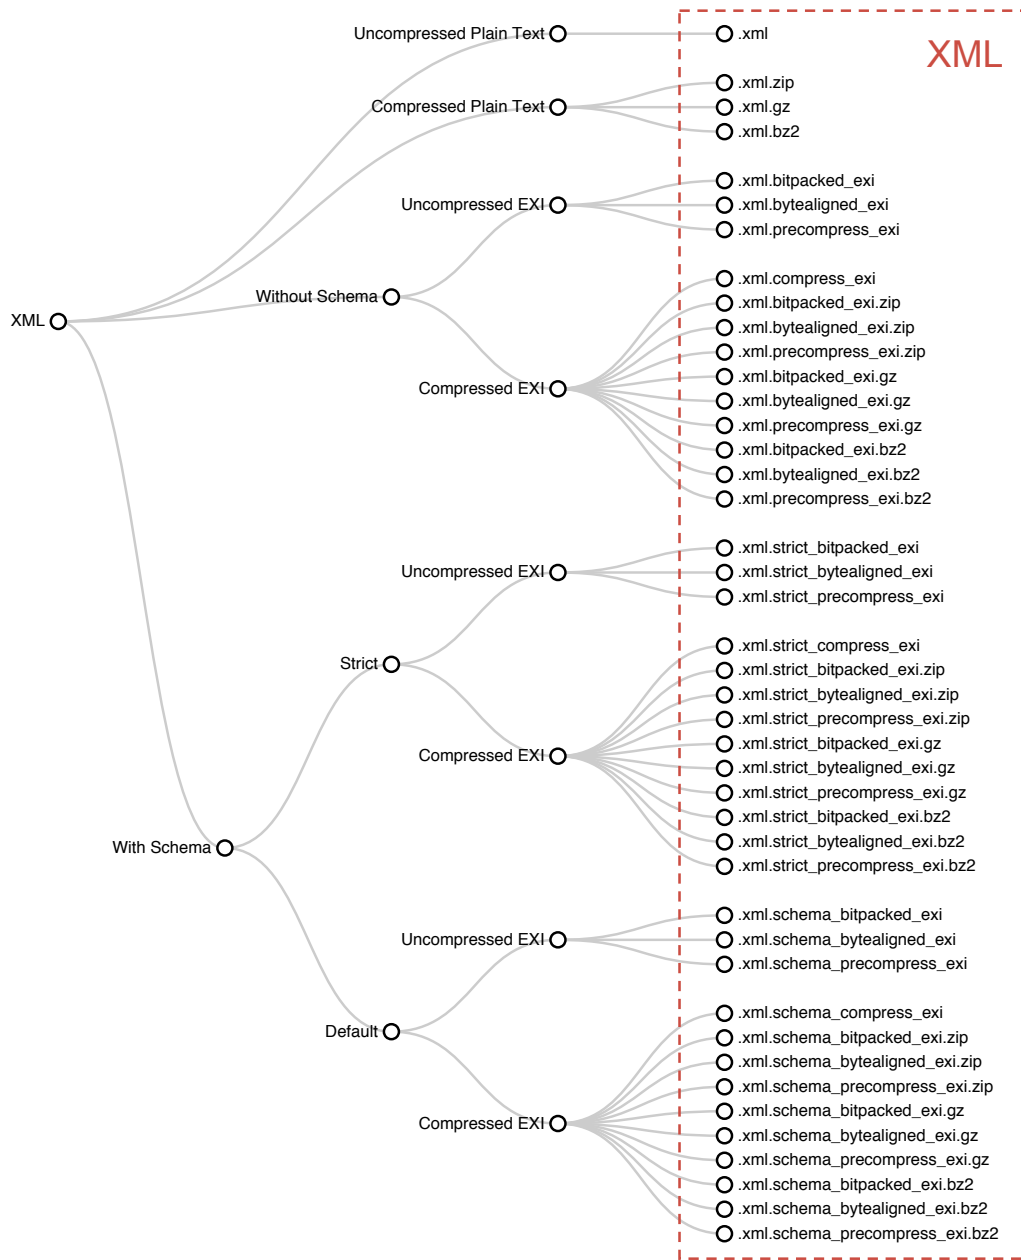 XML
Uncompressed Plain Text
.xml
Compressed Plain Text
.xml.zip
.xml.gz
.xml.bz2
Uncompressed EXI
.xml.bitpacked_exi
.xml.bytealigned_exi
.xml.precompress_exi
Without Schema
XML
Compressed EXI
.xml.compress_exi
.xml.bitpacked_exi.zip
.xml.bytealigned_exi.zip
.xml.precompress_exi.zip
.xml.bitpacked_exi.gz
.xml.bytealigned_exi.gz
.xml.precompress_exi.gz
.xml.bitpacked_exi.bz2
.xml.bytealigned_exi.bz2
.xml.precompress_exi.bz2
Uncompressed EXI
.xml.strict_bitpacked_exi
.xml.strict_bytealigned_exi
.xml.strict_precompress_exi
Strict
Compressed EXI
.xml.strict_compress_exi
.xml.strict_bitpacked_exi.zip
.xml.strict_bytealigned_exi.zip
.xml.strict_precompress_exi.zip
.xml.strict_bitpacked_exi.gz
.xml.strict_bytealigned_exi.gz
.xml.strict_precompress_exi.gz
.xml.strict_bitpacked_exi.bz2
.xml.strict_bytealigned_exi.bz2
.xml.strict_precompress_exi.bz2
With Schema
Uncompressed EXI
.xml.schema_bitpacked_exi
.xml.schema_bytealigned_exi
.xml.schema_precompress_exi
Default
Compressed EXI
.xml.schema_compress_exi
.xml.schema_bitpacked_exi.zip
.xml.schema_bytealigned_exi.zip
.xml.schema_precompress_exi.zip
.xml.schema_bitpacked_exi.gz
.xml.schema_bytealigned_exi.gz
.xml.schema_precompress_exi.gz
.xml.schema_bitpacked_exi.bz2
.xml.schema_bytealigned_exi.bz2
.xml.schema_precompress_exi.bz2